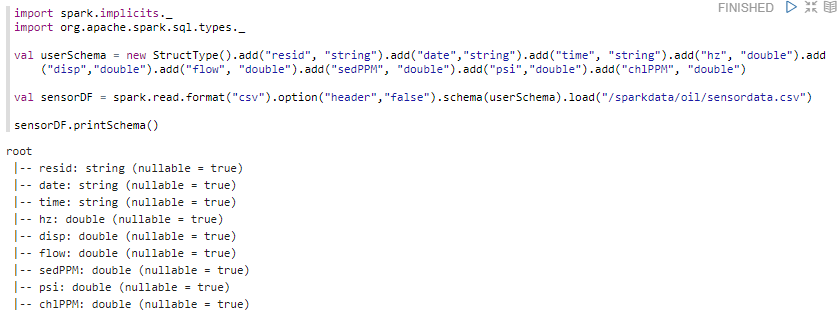 FINISHED
import spark.implicits._
import org.apache.spark.sql.types._
val userSchema = new StructType().add("resid", "string").add("date","string").add("time", "string").add("hz", "double").add
("disp","double").add("flow", "double").add("sedPPM", "double").add("psi","double").add("chlPPM", "double")
val sensorDF = spark.read.format("csv").option("header","false").schema(userSchema).load("/sparkdata/oil/sensordata.csv")
sensorDF.printSchema()
root
|-- resid: string (nullable = true)
|-- date: string (nullable = true)
|-- time: string (nullable = true)
|-- hz: double (nullable = true)
|-- disp: double (nullable = true)
|-- flow: double (nullable = true)
|-- sedPPM: double (nullable = true)
|-- psi: double (nullable = true)
|-- chlPPM: double (nullable = true)